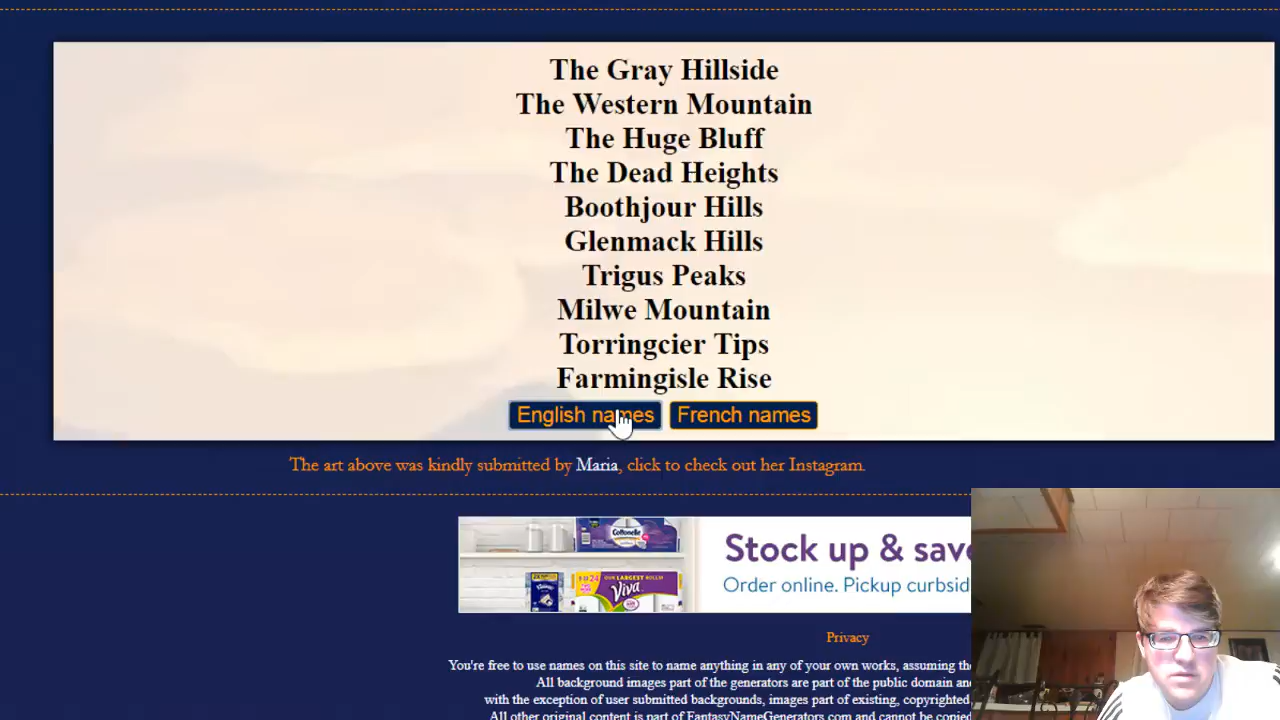 The Gray Hillside
The Western Mountain
The Huge Bluff
The Dead Heights
Boothjour Hills
Glenmack Hills
Trigus Peaks
Milwe Mountain
Torringcier Tips
Farmingisle Rise
English names French names
The art above was kindly submitted by Maria, click to check out her Instagram.
Cottonelle
Stock up & save
Order online. Pickup curbsid
Viva
Privacy
You're free to use names on this site to name anything in any of your own works, assuming the
All background images part of the generators are part of the public domain and
with the exception of user submitted backgrounds, images part of existing, copyrighted
All other original content is part of FantasyNameGenerators.com and cannot be copied